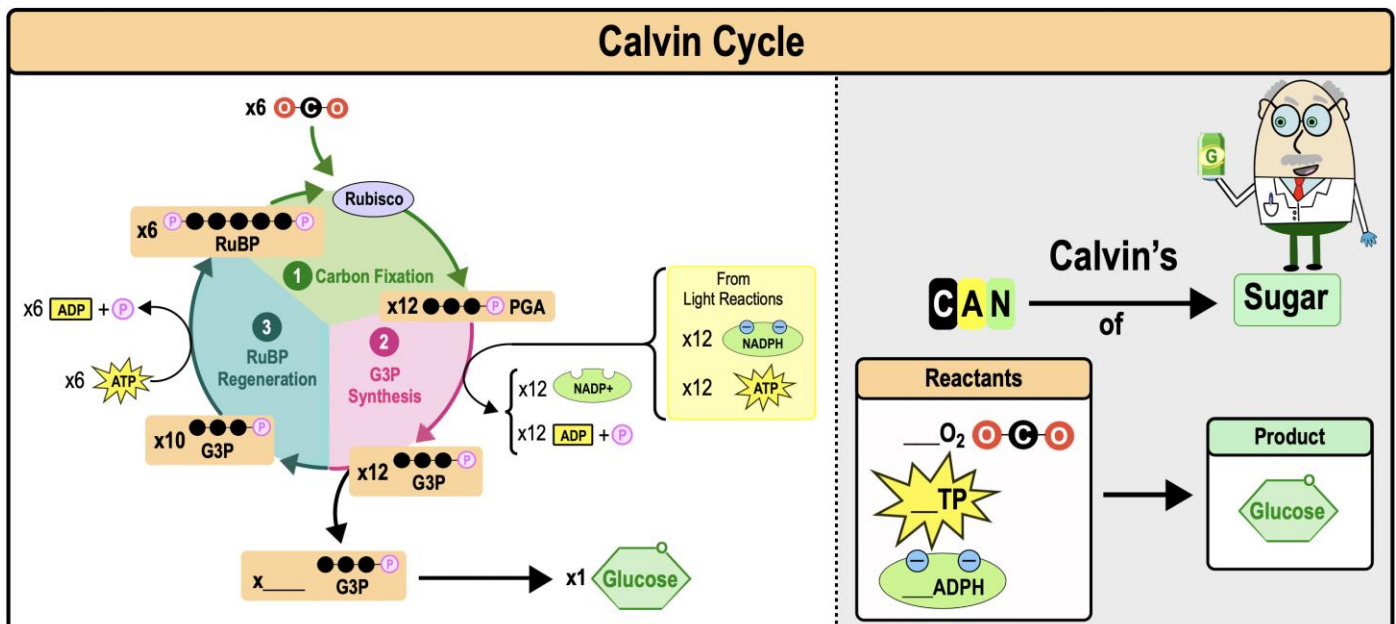 Calvin Cycle
x6 O C O
Rubisco
x6 P P
RuBP
1 Carbon Fixation
x12 P PGA
From
Light Reactions
x12 NADPH
x12 ATP
x6 ADP + P
x6 ATP
3
RuBP
Regeneration
2
G3P
Synthesis
x12 NADP+
x12 ADP + P
x10 P
G3P
x12 P
G3P
x____ P
G3P
x1 Glucose O
G
CAN
Calvin's
of
Sugar
Reactants
___O₂ O C O
__TP
___ADPH
Product
O
Glucose